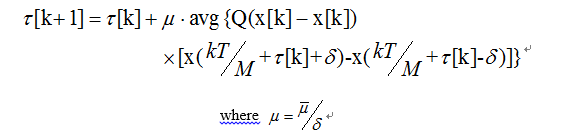 τ[k+1] = τ[k] + μ · avg {Q(x[k] – x[k])
×[x(kT/M +τ[k]+δ)-x(kT/M +τ[k]-δ)]}↵
where μ = μ̅/δ ↵